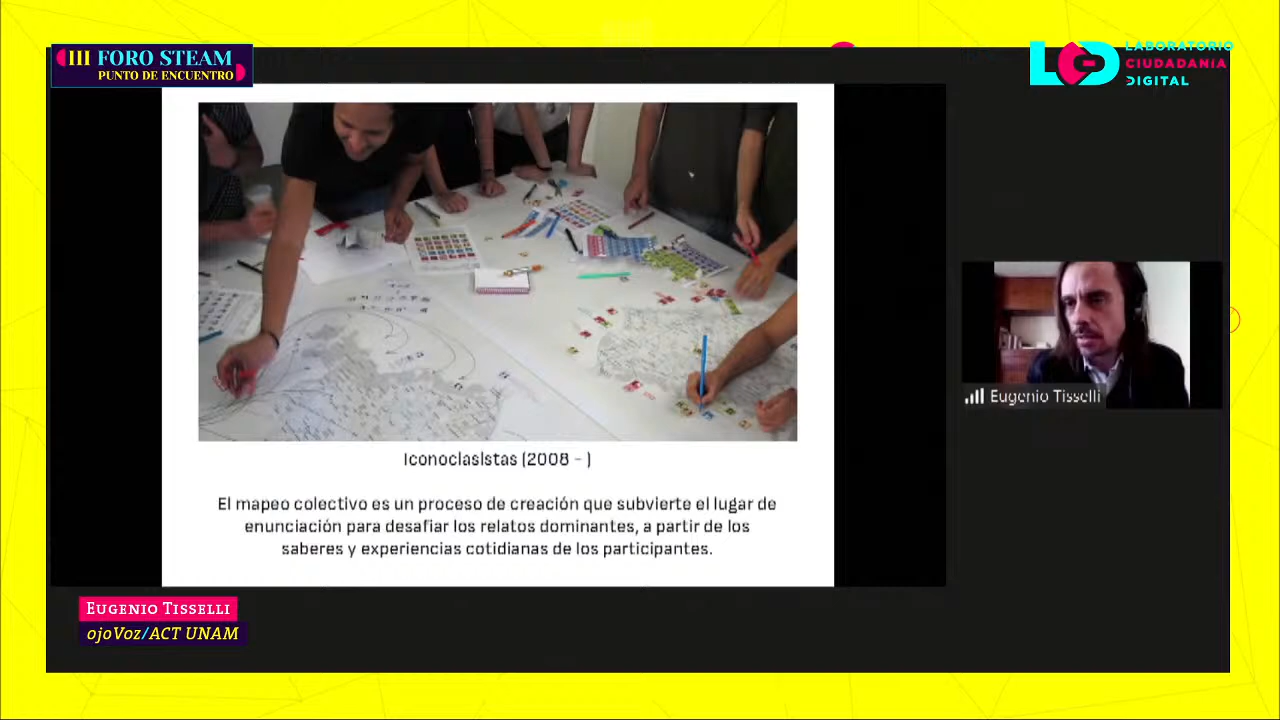 III FORO STEAM
PUNTO DE ENCUENTRO
LCD
LABORATORIO
CIUDADANÍA
DIGITAL
Eugenio Tisselli
Iconoclasistas (2008 - )
El mapeo colectivo es un proceso de creación que subvierte el lugar de
enunciación para desafiar los relatos dominantes, a partir de los
saberes y experiencias cotidianas de los participantes.
EUGENIO TISSELLI
ojoVoz/ACT UNAM